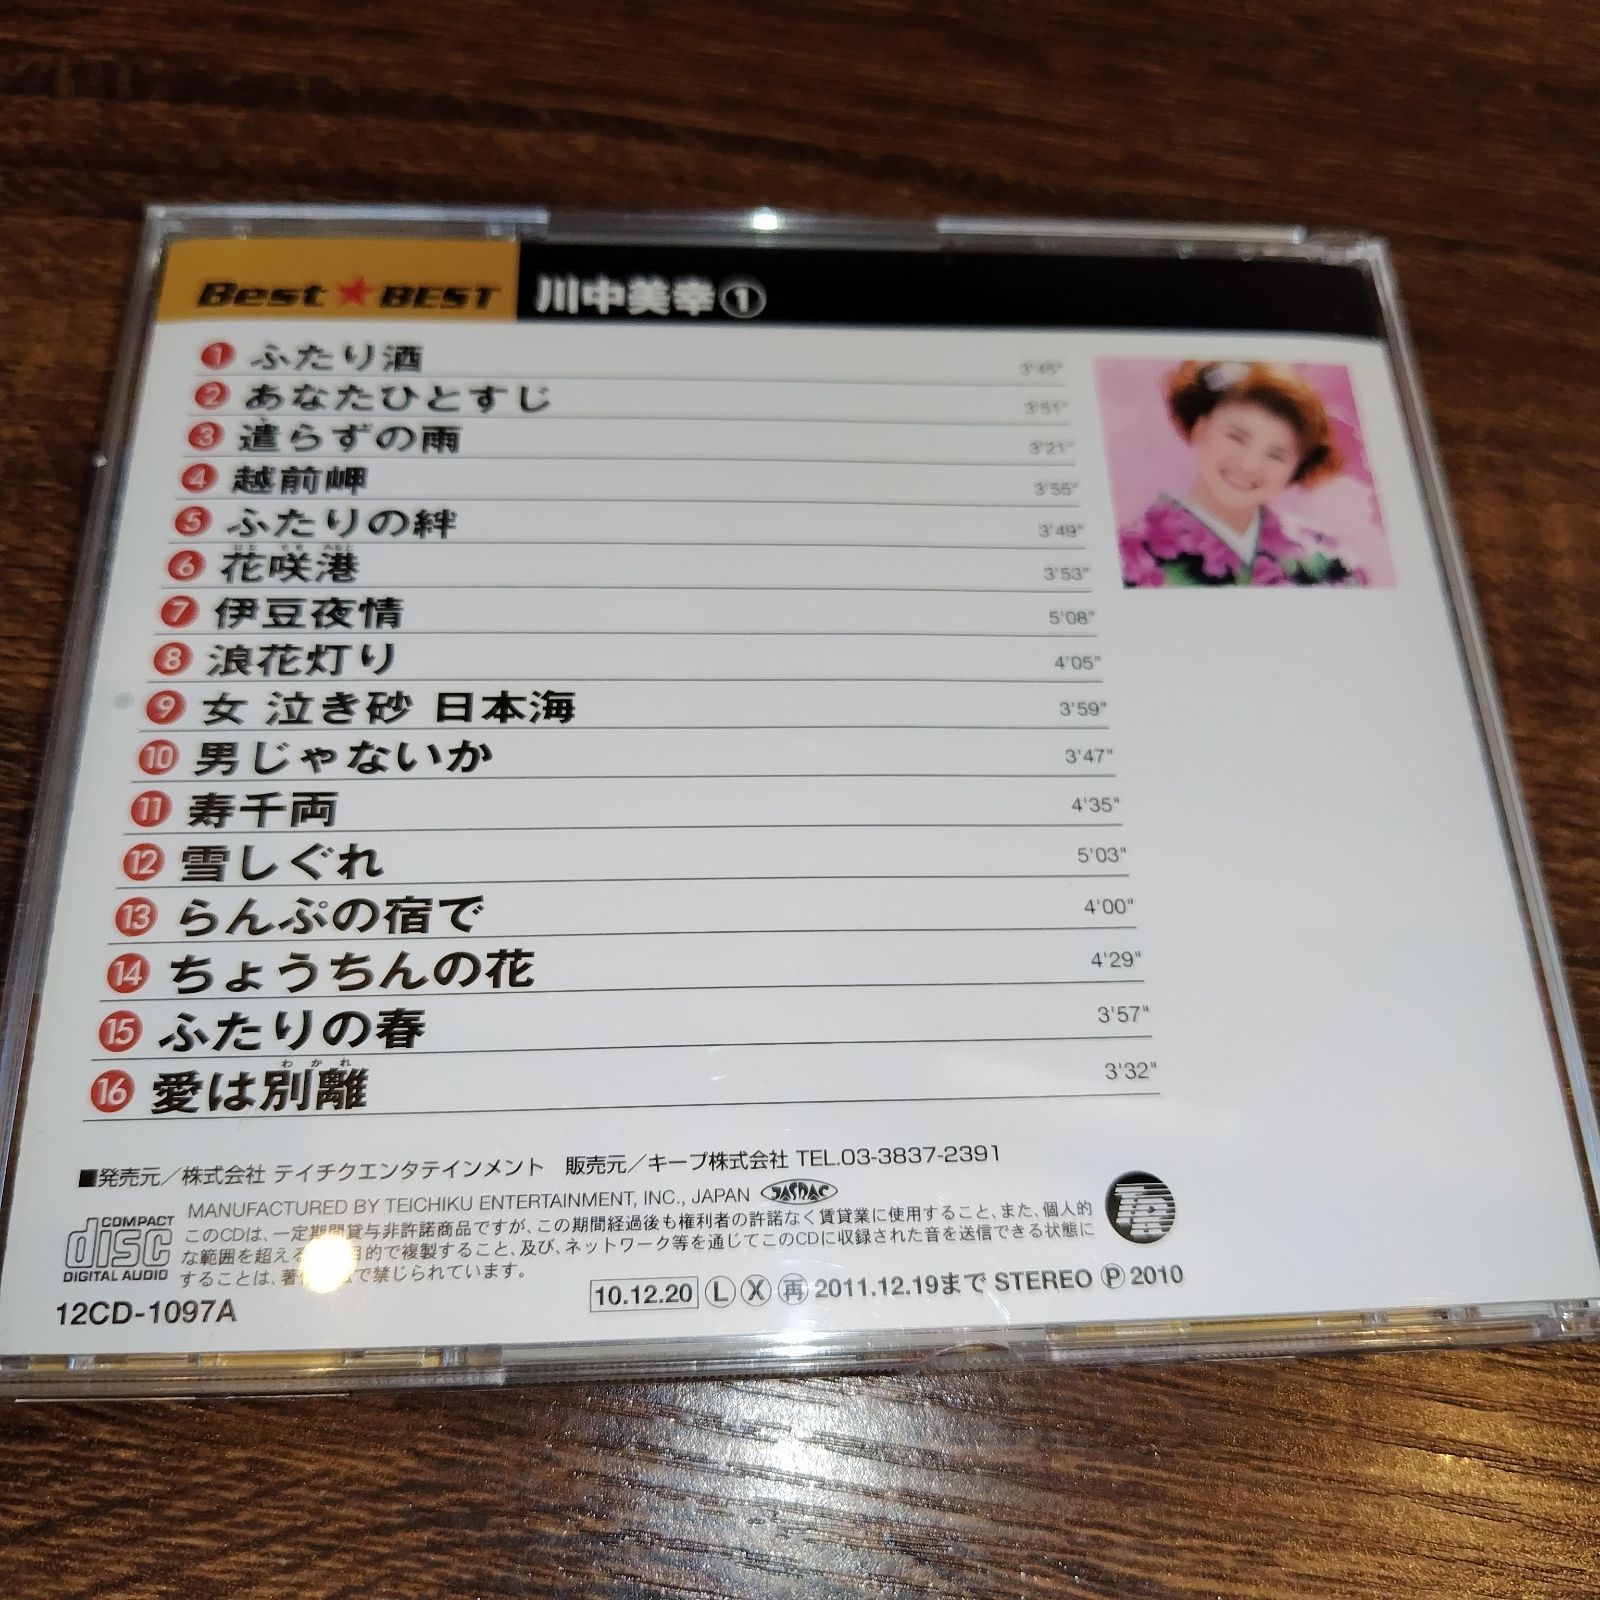 Best★BEST 川中美幸①
1 ふたり酒 3'45"
2 あなたひとすじ 3'51"
3 遣らずの雨 3'21"
4 越前岬 3'55"
5 ふたりの絆 3'49"
6 花咲港 3'53"
7 伊豆夜情 5'08"
8 浪花灯り 4'05"
9 女 泣き砂 日本海 3'59"
10 男じゃないか 3'47"
11 寿千両 4'35"
12 雪しぐれ 5'03"
13 らんぷの宿で 4'00"
14 ちょうちんの花 4'29"
15 ふたりの春 3'57"
わかれ
16 愛は別離 3'32"
■発売元／株式会社 テイチクエンタテインメント 販売元／キープ株式会社 TEL.03-3837-2391
MANUFACTURED BY TEICHIKU ENTERTAINMENT, INC., JAPAN JASRAC
COMPACT
disc
DIGITAL AUDIO
このCDは、一定期間貸与非許諾商品ですが、この期間経過後も権利者の許諾なく賃貸業に使用すること、また、個人的
な範囲を超える目的で複製すること、及び、ネットワーク等を通じてこのCDに収録された音を送信できる状態に
することは、著で禁じられています。
12CD-1097A
10.12.20 Ⓛ Ⓧ 再 2011.12.19まで STEREO Ⓟ 2010